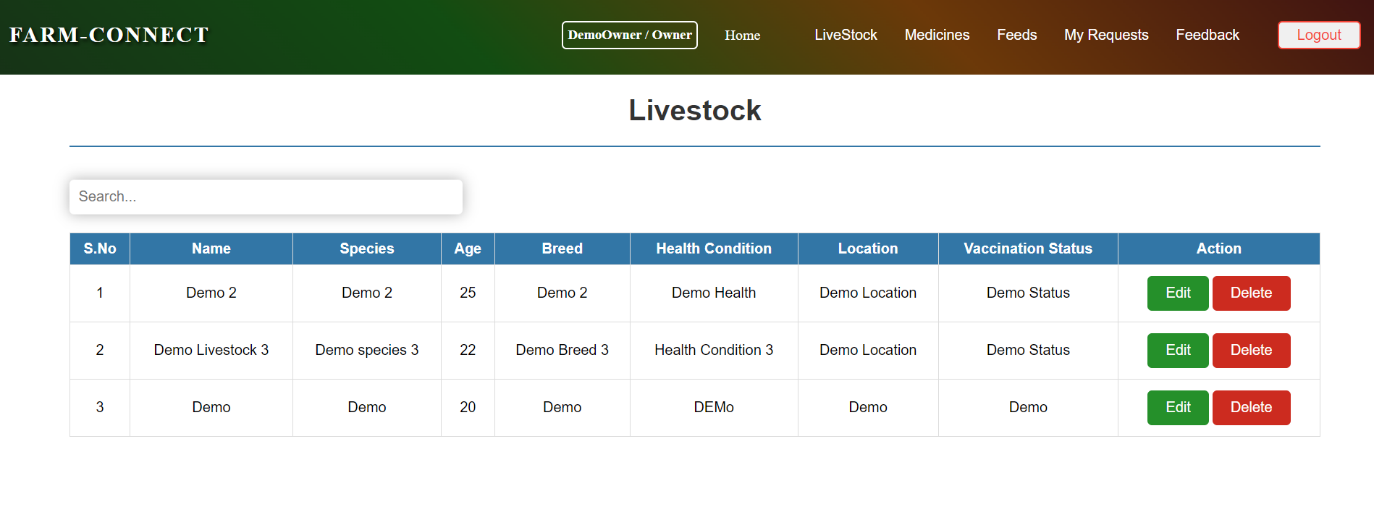 FARM-CONNECT DemoOwner / Owner Home LiveStock Medicines Feeds My Requests Feedback Logout
Livestock
Search...
S.No Name Species Age Breed Health Condition Location Vaccination Status Action
1 Demo 2 Demo 2 25 Demo 2 Demo Health Demo Location Demo Status Edit Delete
2 Demo Livestock 3 Demo species 3 22 Demo Breed 3 Health Condition 3 Demo Location Demo Status Edit Delete
3 Demo Demo 20 Demo DEMo Demo Demo Edit Delete